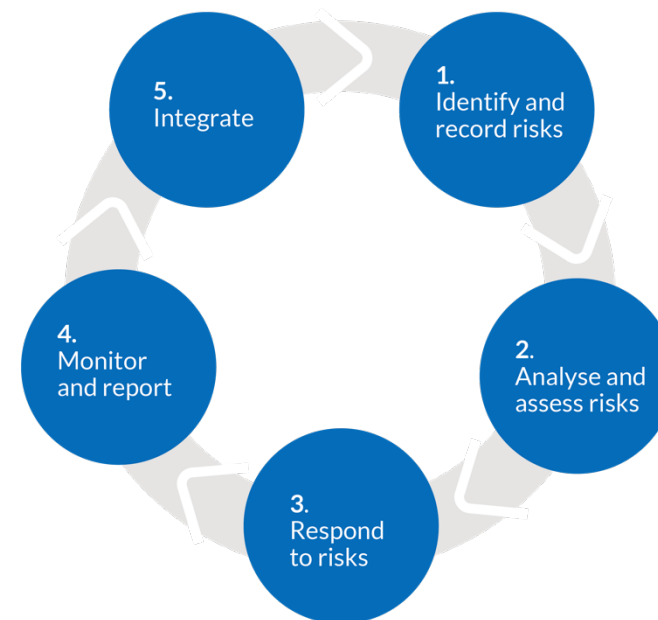 1.
Identify and
record risks
2.
Analyse and
assess risks
3.
Respond
to risks
4.
Monitor
and report
5.
Integrate